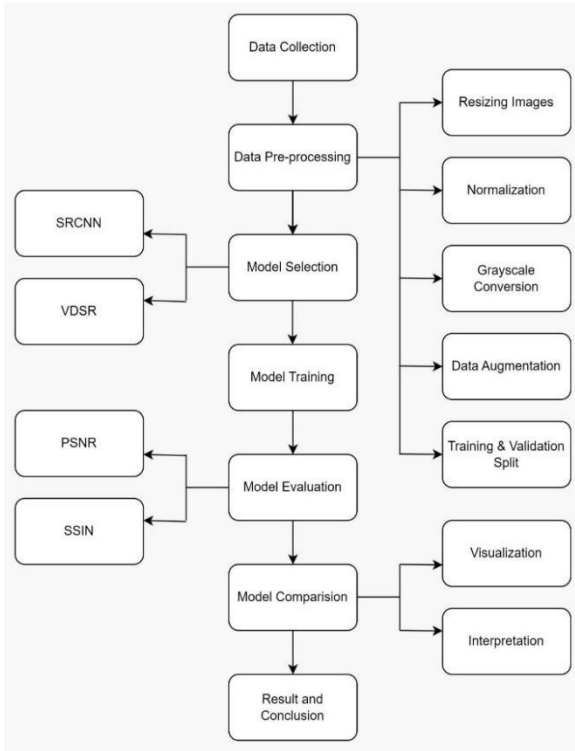 Data Collection
Resizing Images
Data Pre-processing
Normalization
SRCNN
Model Selection
Grayscale
Conversion
VDSR
Data Augmentation
Model Training
PSNR
Training & Validation
Split
Model Evaluation
SSIN
Visualization
Model Comparision
Interpretation
Result and
Conclusion